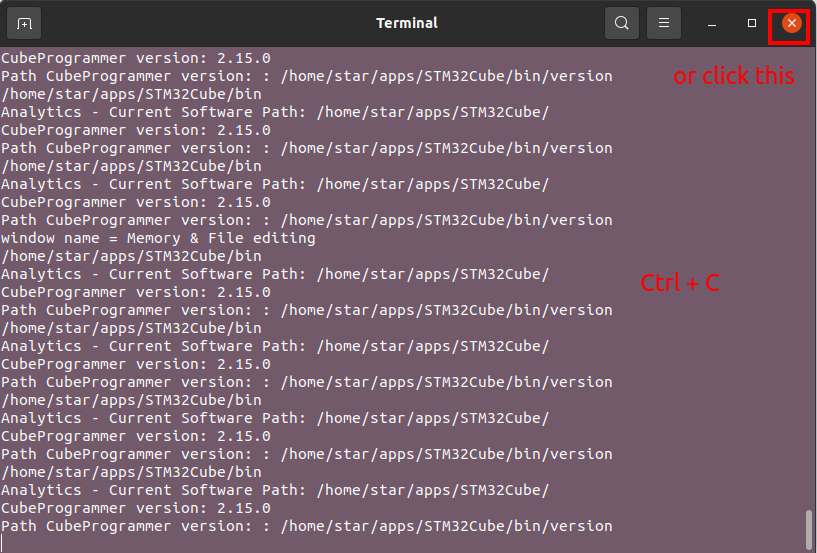 Terminal
CubeProgrammer version: 2.15.0
Path CubeProgrammer version: : /home/star/apps/STM32Cube/bin/version
or click this
/home/star/apps/STM32Cube/bin
Analytics - Current Software Path: /home/star/apps/STM32Cube/
CubeProgrammer version: 2.15.0
Path CubeProgrammer version: : /home/star/apps/STM32Cube/bin/version
/home/star/apps/STM32Cube/bin
Analytics - Current Software Path: /home/star/apps/STM32Cube/
CubeProgrammer version: 2.15.0
Path CubeProgrammer version: : /home/star/apps/STM32Cube/bin/version
window name = Memory & File editing
/home/star/apps/STM32Cube/bin
Analytics - Current Software Path: /home/star/apps/STM32Cube/
Ctrl + C
CubeProgrammer version: 2.15.0
Path CubeProgrammer version: : /home/star/apps/STM32Cube/bin/version
/home/star/apps/STM32Cube/bin
Analytics - Current Software Path: /home/star/apps/STM32Cube/
CubeProgrammer version: 2.15.0
Path CubeProgrammer version: : /home/star/apps/STM32Cube/bin/version
/home/star/apps/STM32Cube/bin
Analytics - Current Software Path: /home/star/apps/STM32Cube/
CubeProgrammer version: 2.15.0
Path CubeProgrammer version: : /home/star/apps/STM32Cube/bin/version
/home/star/apps/STM32Cube/bin
Analytics - Current Software Path: /home/star/apps/STM32Cube/
CubeProgrammer version: 2.15.0
Path CubeProgrammer version: : /home/star/apps/STM32Cube/bin/version